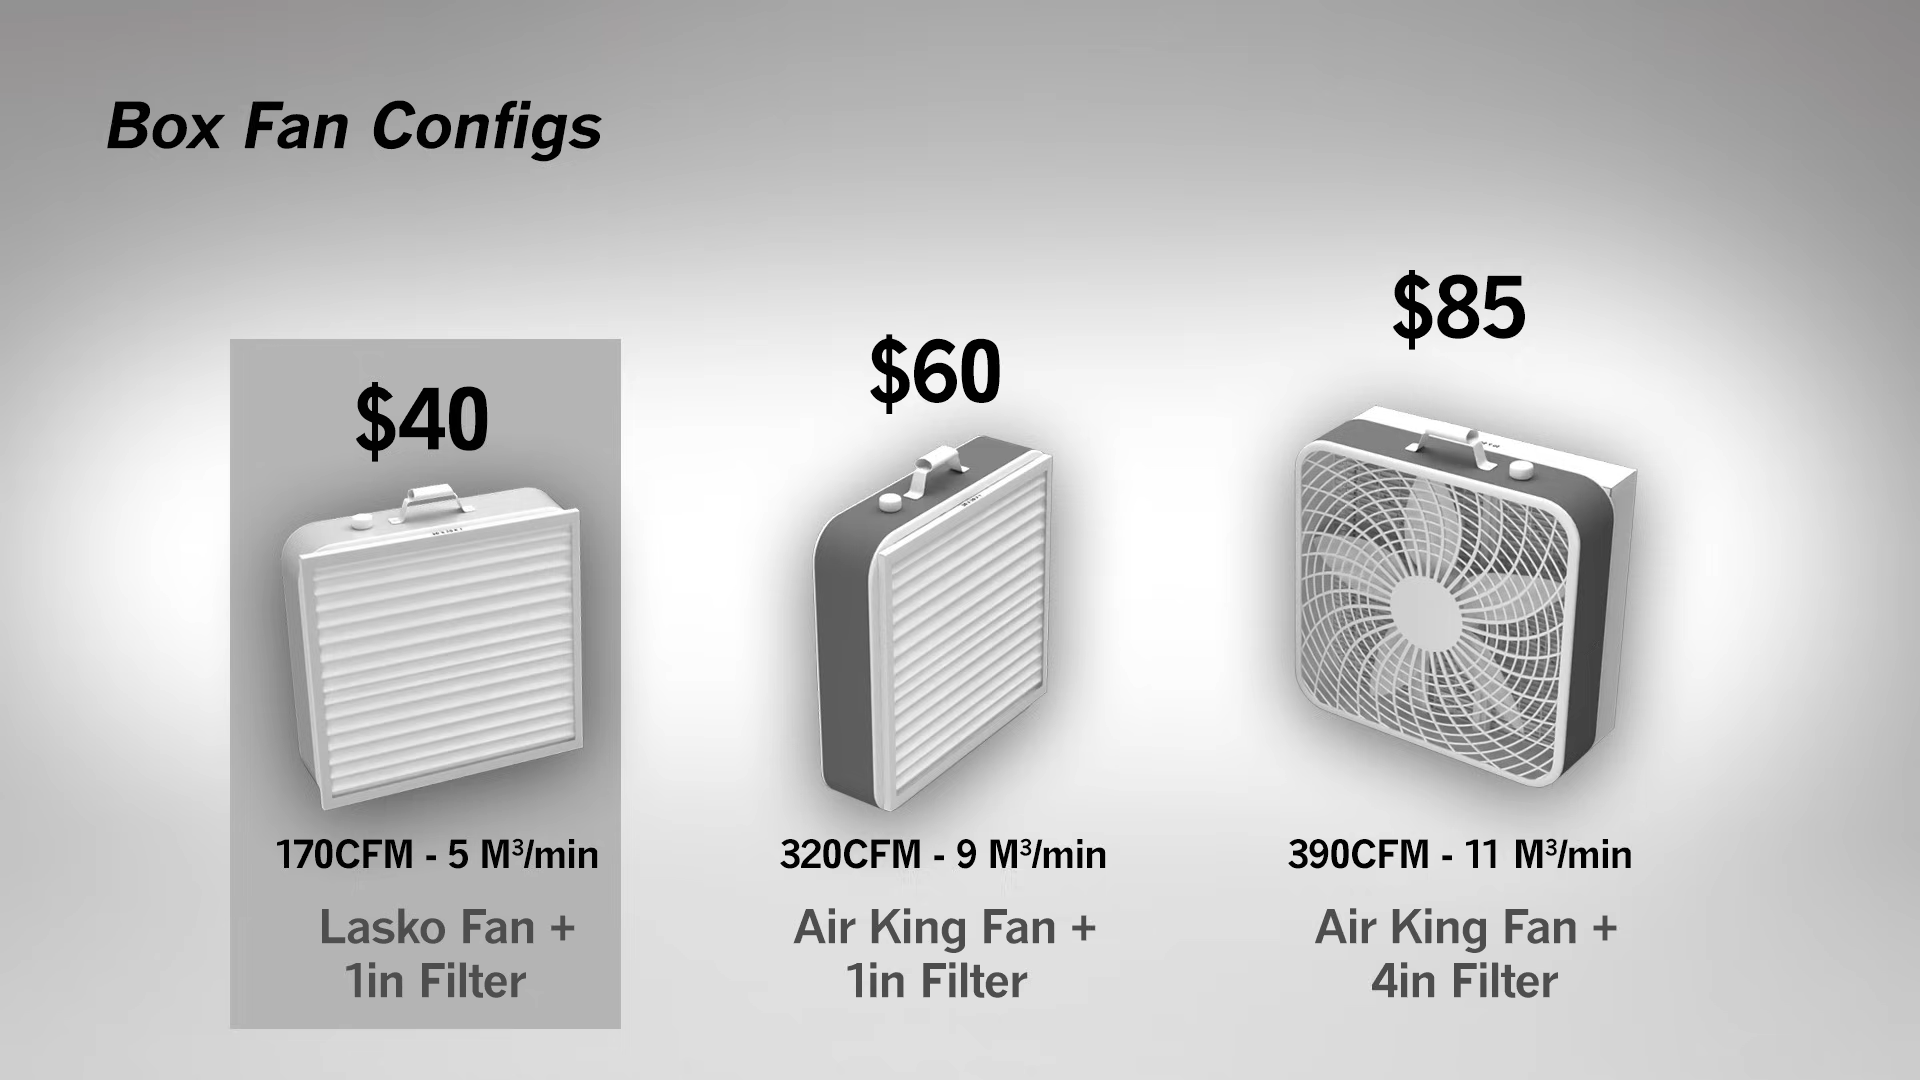 Box Fan Configs
$40
170CFM - 5 M³/min
Lasko Fan +
1in Filter
$60
320CFM - 9 M³/min
Air King Fan +
1in Filter
$85
390CFM - 11 M³/min
Air King Fan +
4in Filter